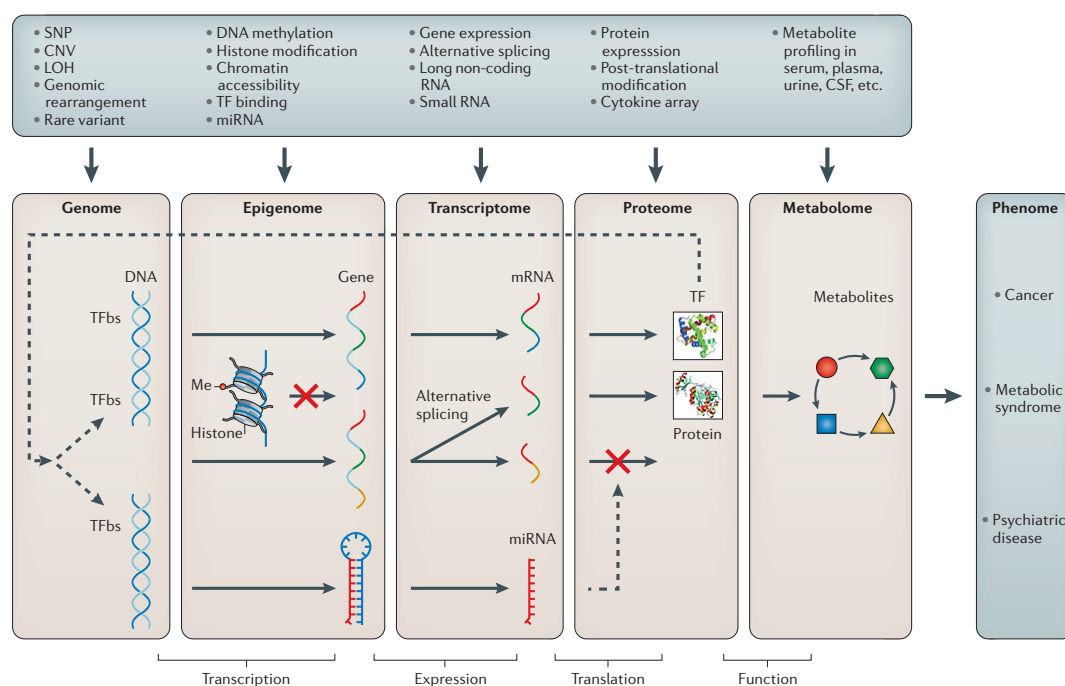 • SNP
• CNV
• LOH
• Genomic
rearrangement
• Rare variant
• DNA methylation
• Histone modification
• Chromatin
accessibility
• TF binding
• miRNA
• Gene expression
• Alternative splicing
• Long non-coding
RNA
• Small RNA
• Protein
expresssion
• Post-translational
modification
• Cytokine array
• Metabolite
profiling in
serum, plasma,
urine, CSF, etc.
Genome
Epigenome
Transcriptome
Proteome
Metabolome
Phenome
DNA
Gene
mRNA
TF
Metabolites
TFbs
TFbs
TFbs
Me
Histone
Alternative
splicing
Protein
miRNA
• Cancer
• Metabolic
syndrome
• Psychiatric
disease
Transcription
Expression
Translation
Function